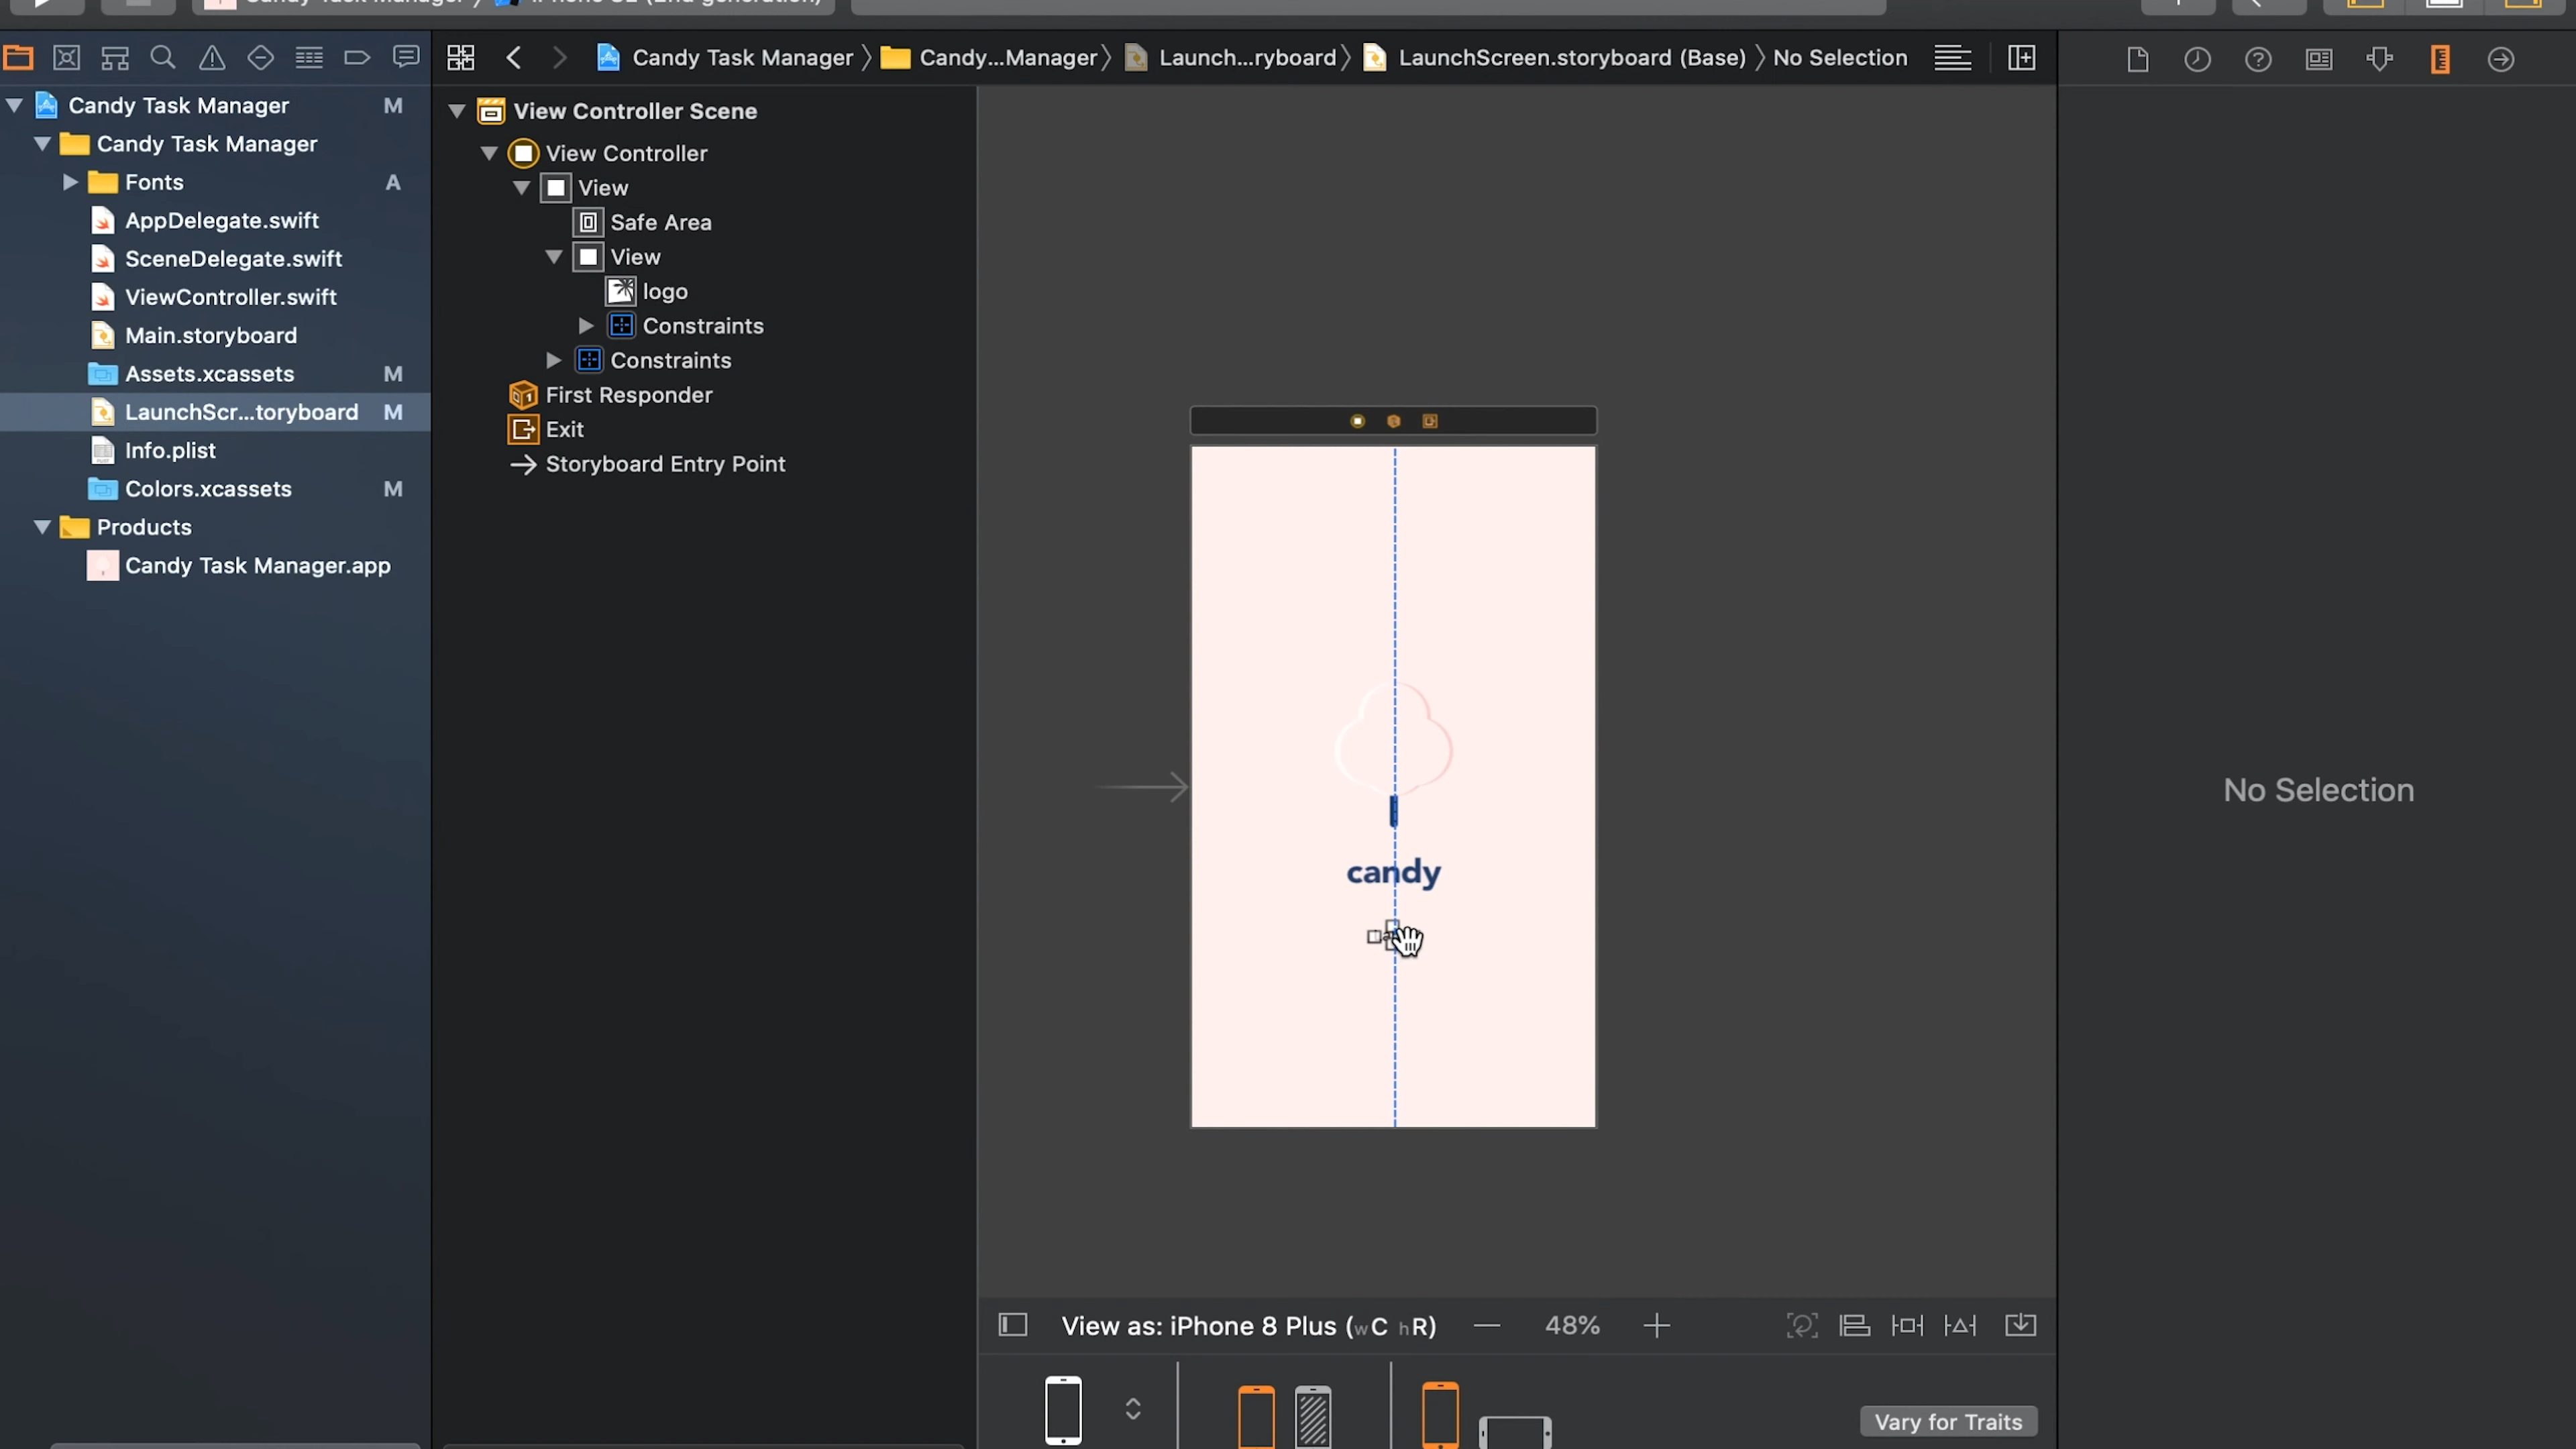 Candy Task Manager 〉 Candy...Manager 〉 Launch...ryboard 〉 LaunchScreen.storyboard (Base) 〉 No Selection
Candy Task Manager M
Candy Task Manager
Fonts A
AppDelegate.swift
SceneDelegate.swift
ViewController.swift
Main.storyboard
Assets.xcassets M
LaunchScr...toryboard M
Info.plist
Colors.xcassets M
Products
Candy Task Manager.app
View Controller Scene
View Controller
View
Safe Area
View
logo
Constraints
Constraints
First Responder
Exit
Storyboard Entry Point
candy
No Selection
View as: iPhone 8 Plus (wC hR) — 48% +
Vary for Traits